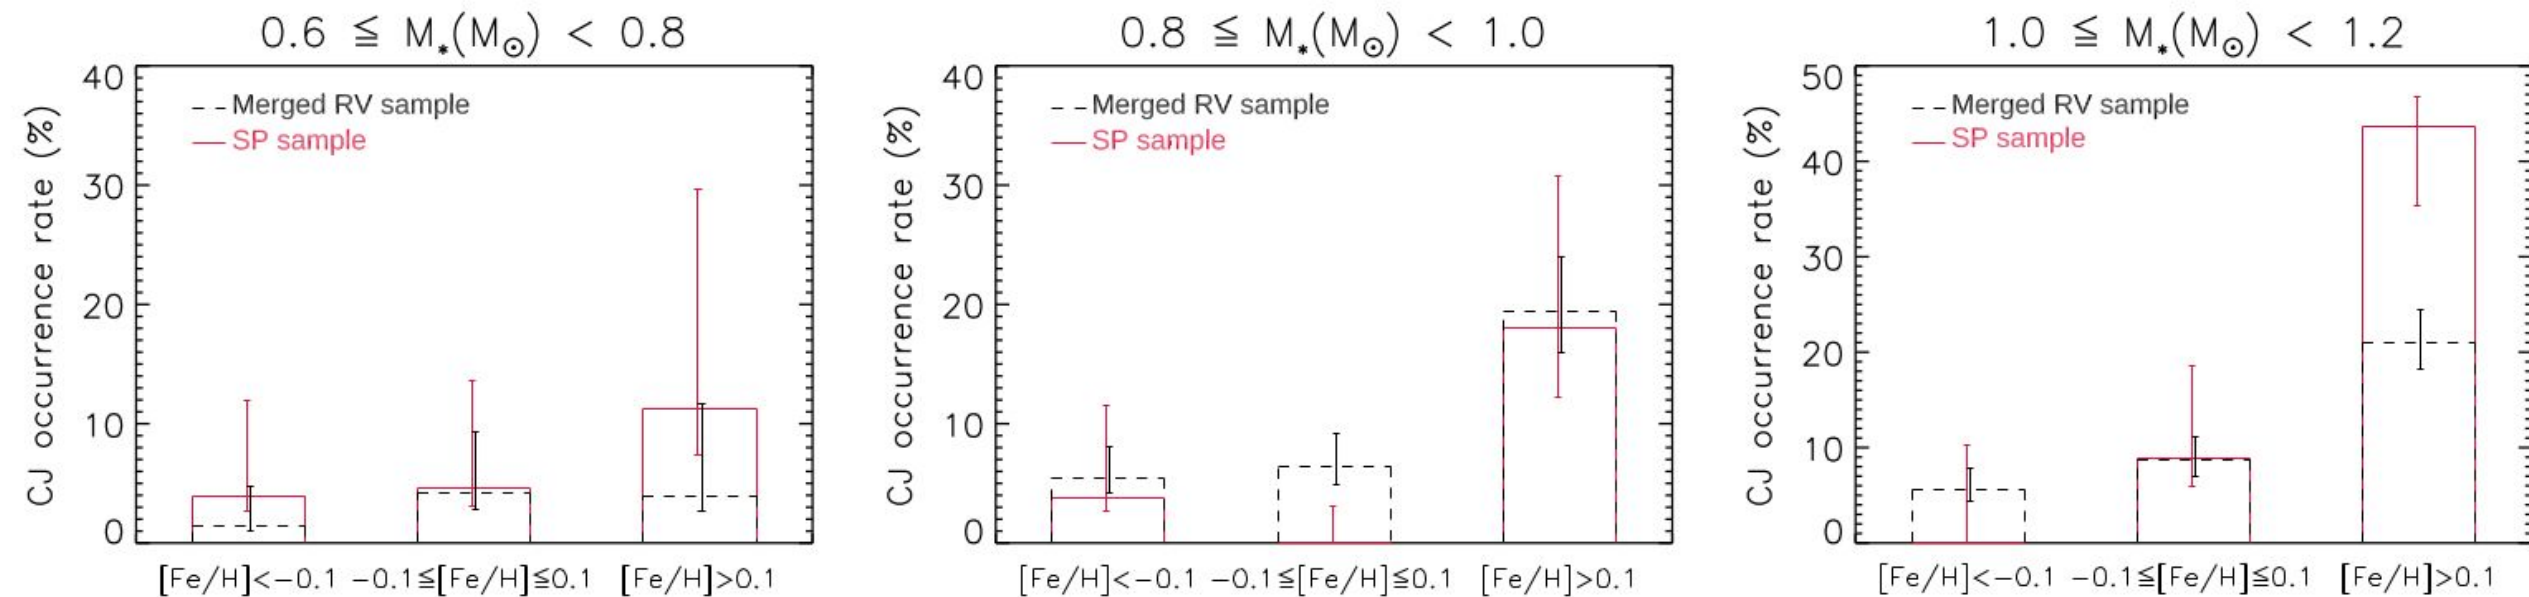 0.6 ≦ M⁎(M☉) < 0.8
40
30
20
10
0
CJ occurrence rate (%)
Merged RV sample
SP sample
[Fe/H]<−0.1 −0.1≦[Fe/H]≦0.1 [Fe/H]>0.1
0.8 ≦ M⁎(M☉) < 1.0
40
30
20
10
0
CJ occurrence rate (%)
Merged RV sample
SP sample
[Fe/H]<−0.1 −0.1≦[Fe/H]≦0.1 [Fe/H]>0.1
1.0 ≦ M⁎(M☉) < 1.2
50
40
30
20
10
0
CJ occurrence rate (%)
Merged RV sample
SP sample
[Fe/H]<−0.1 −0.1≦[Fe/H]≦0.1 [Fe/H]>0.1